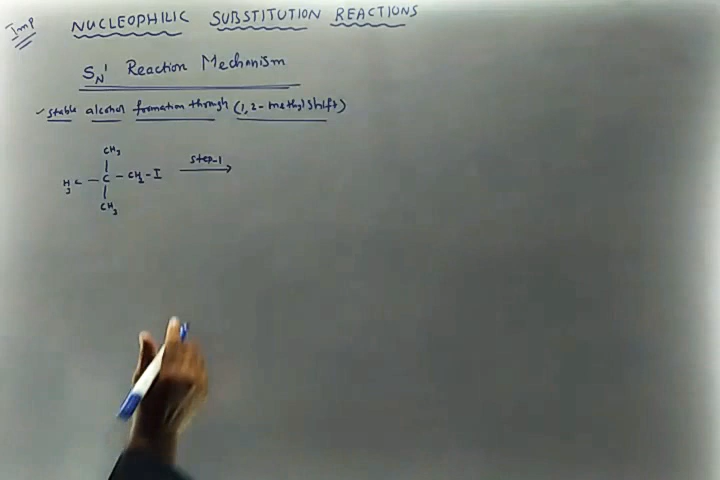 Imp
NUCLEOPHILIC SUBSTITUTION REACTIONS
SN1 Reaction Mechanism
✓ stable alcohol formation through (1,2-methyl shift)
CH3
H3C — C — CH2 - I
CH3
Step-1